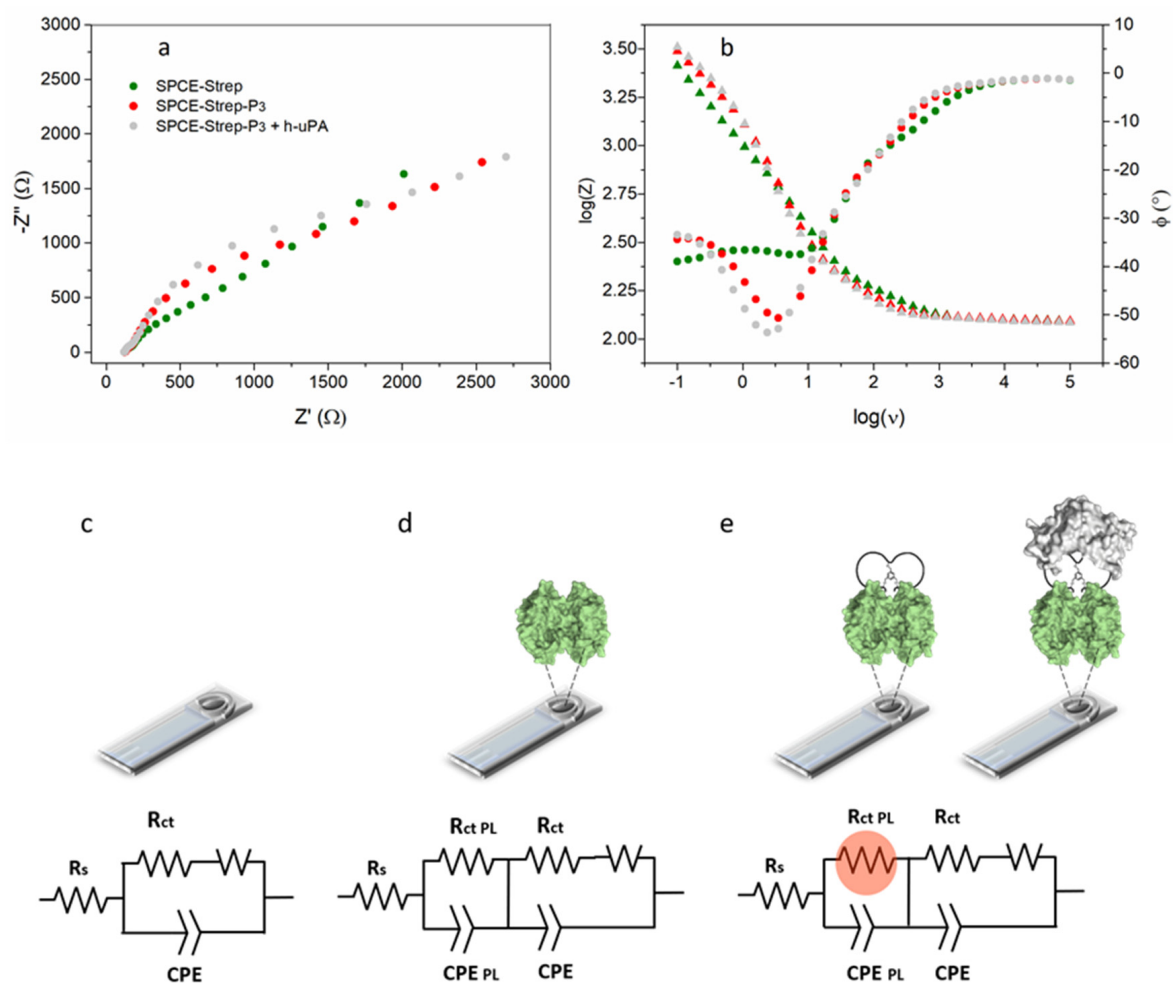 a
-Z'' (Ω)
3000
2500
2000
1500
1000
500
0
SPCE-Strep
SPCE-Strep-P3
SPCE-Strep-P3 + h-uPA
0 500 1000 1500 2000 2500 3000
Z' (Ω)
b
log(Z)
3.50
3.25
3.00
2.75
2.50
2.25
2.00
10
0
-10
-20
-30
-40
-50
-60
ϕ (°)
-1 0 1 2 3 4 5
log(ν)
c d e
Rct
Rs
CPE
Rct PL Rct
Rs
CPE PL CPE
Rct PL Rct
Rs
CPE PL CPE